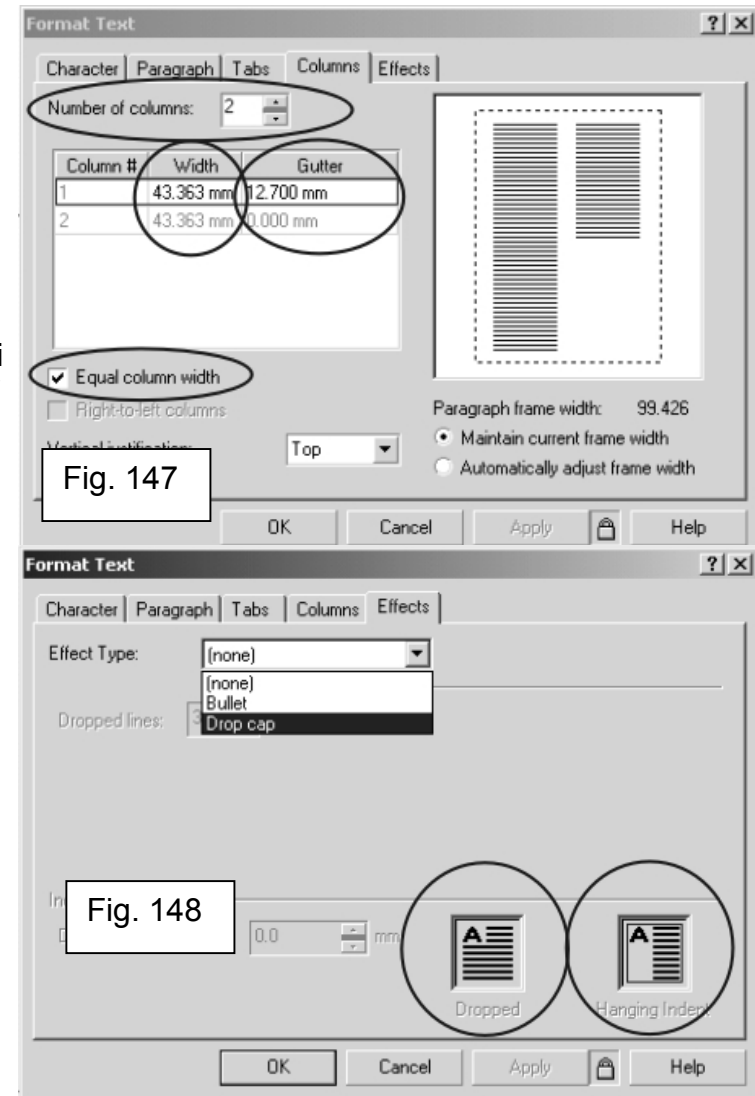 Format Text
Character Paragraph Tabs Columns Effects
Number of columns: 2
Column # Width Gutter
1 43.363 mm 12.700 mm
2 43.363 mm 0.000 mm
i
Equal column width
Right-to-left columns
Paragraph frame width: 99.426
Vertical justification: Top
Maintain current frame width
Automatically adjust frame width
Fig. 147
OK Cancel Apply Help
Format Text
Character Paragraph Tabs Columns Effects
Effect Type: (none)
(none)
Bullet
Drop cap
Dropped lines: 3
Fig. 148
0.0 mm
A A
Dropped Hanging Indent
OK Cancel Apply Help